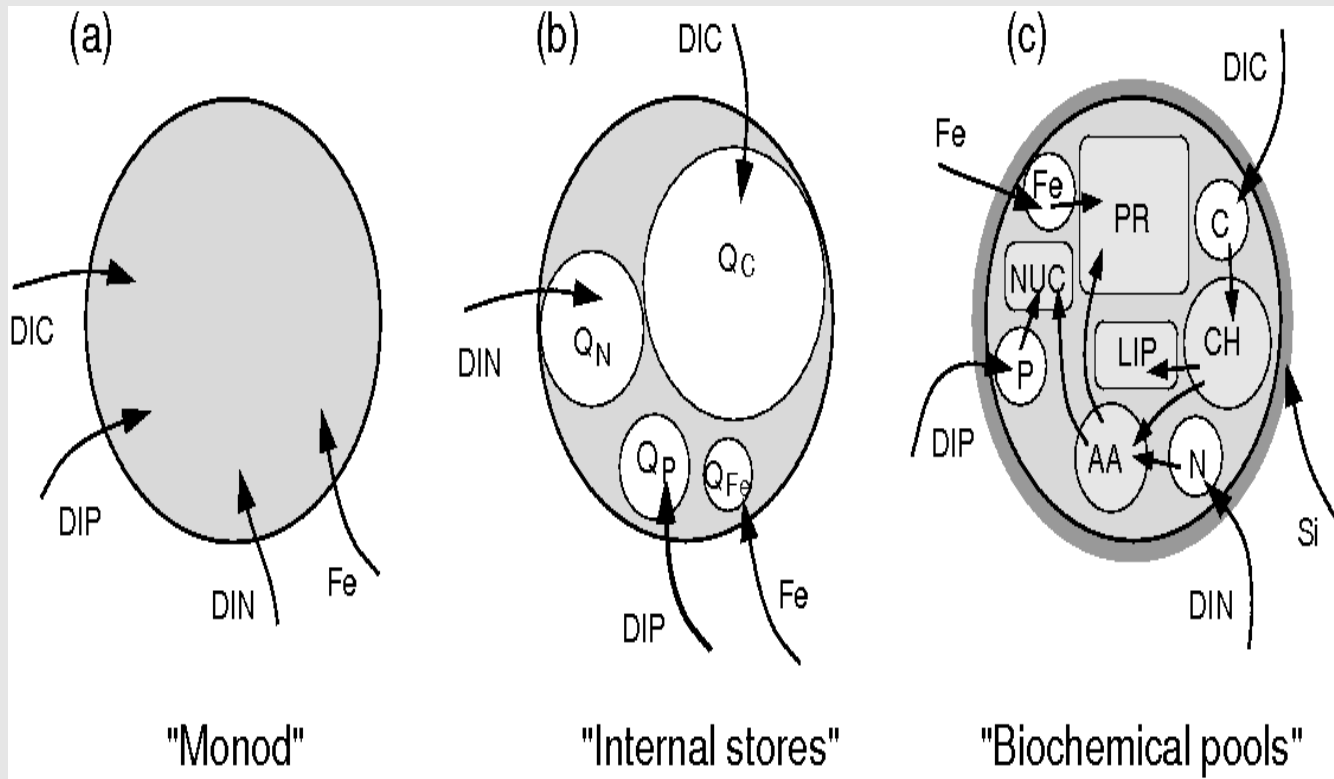 (a)
DIC
DIP
DIN
Fe
"Monod"
(b)
DIC
QC
QN
DIN
QP
QFe
DIP
Fe
"Internal stores"
(c)
DIC
Fe
Fe
PR
C
NUC
LIP
CH
P
DIP
AA
N
Si
DIN
"Biochemical pools"